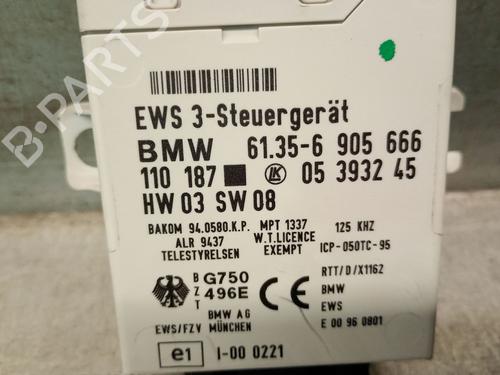 B-PARTS
EWS 3-Steuergerät
BMW 61.35-6 905 666
110 187 LK 05 3932 45
HW 03 SW 08
BAKOM 94.0580.K.P. MPT 1337 125 KHZ
ALR 9437 W.T.LICENCE ICP-050TC-95
TELESTYRELSEN EXEMPT
RTT/D/X1162
BZT G750 496E CE BMW
BMW AG EWS
EWS/FZV MÜNCHEN E 00 96 0801
e1 I-00 0221